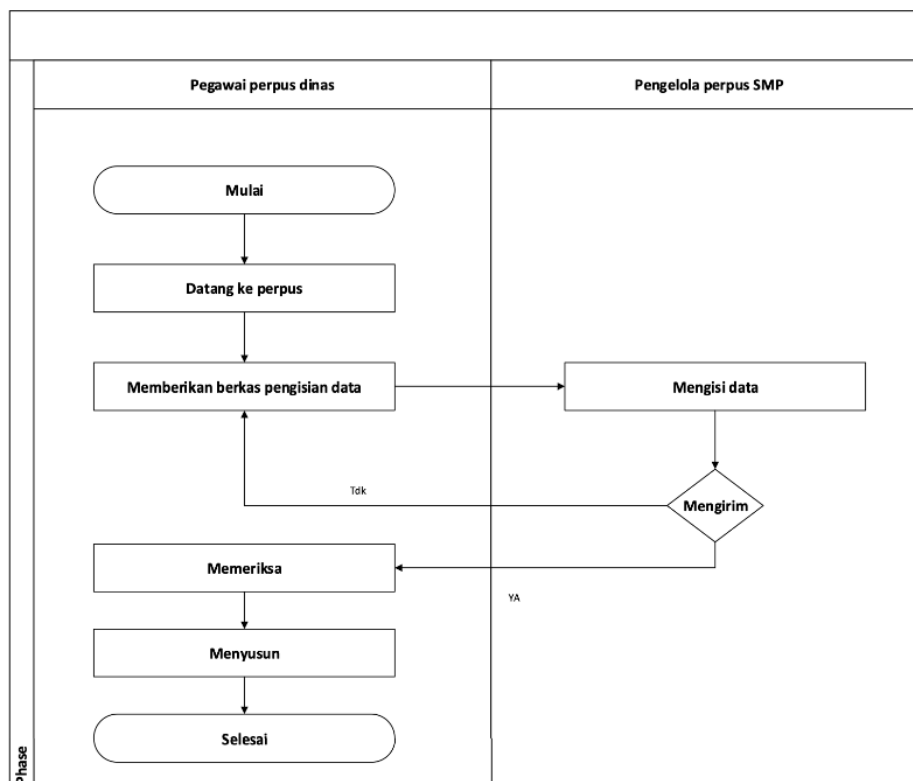 Pegawai perpus dinas
Pengelola perpus SMP
Mulai
Datang ke perpus
Memberikan berkas pengisian data
Mengisi data
Tdk
Mengirim
Memeriksa
YA
Menyusun
Selesai
Phase